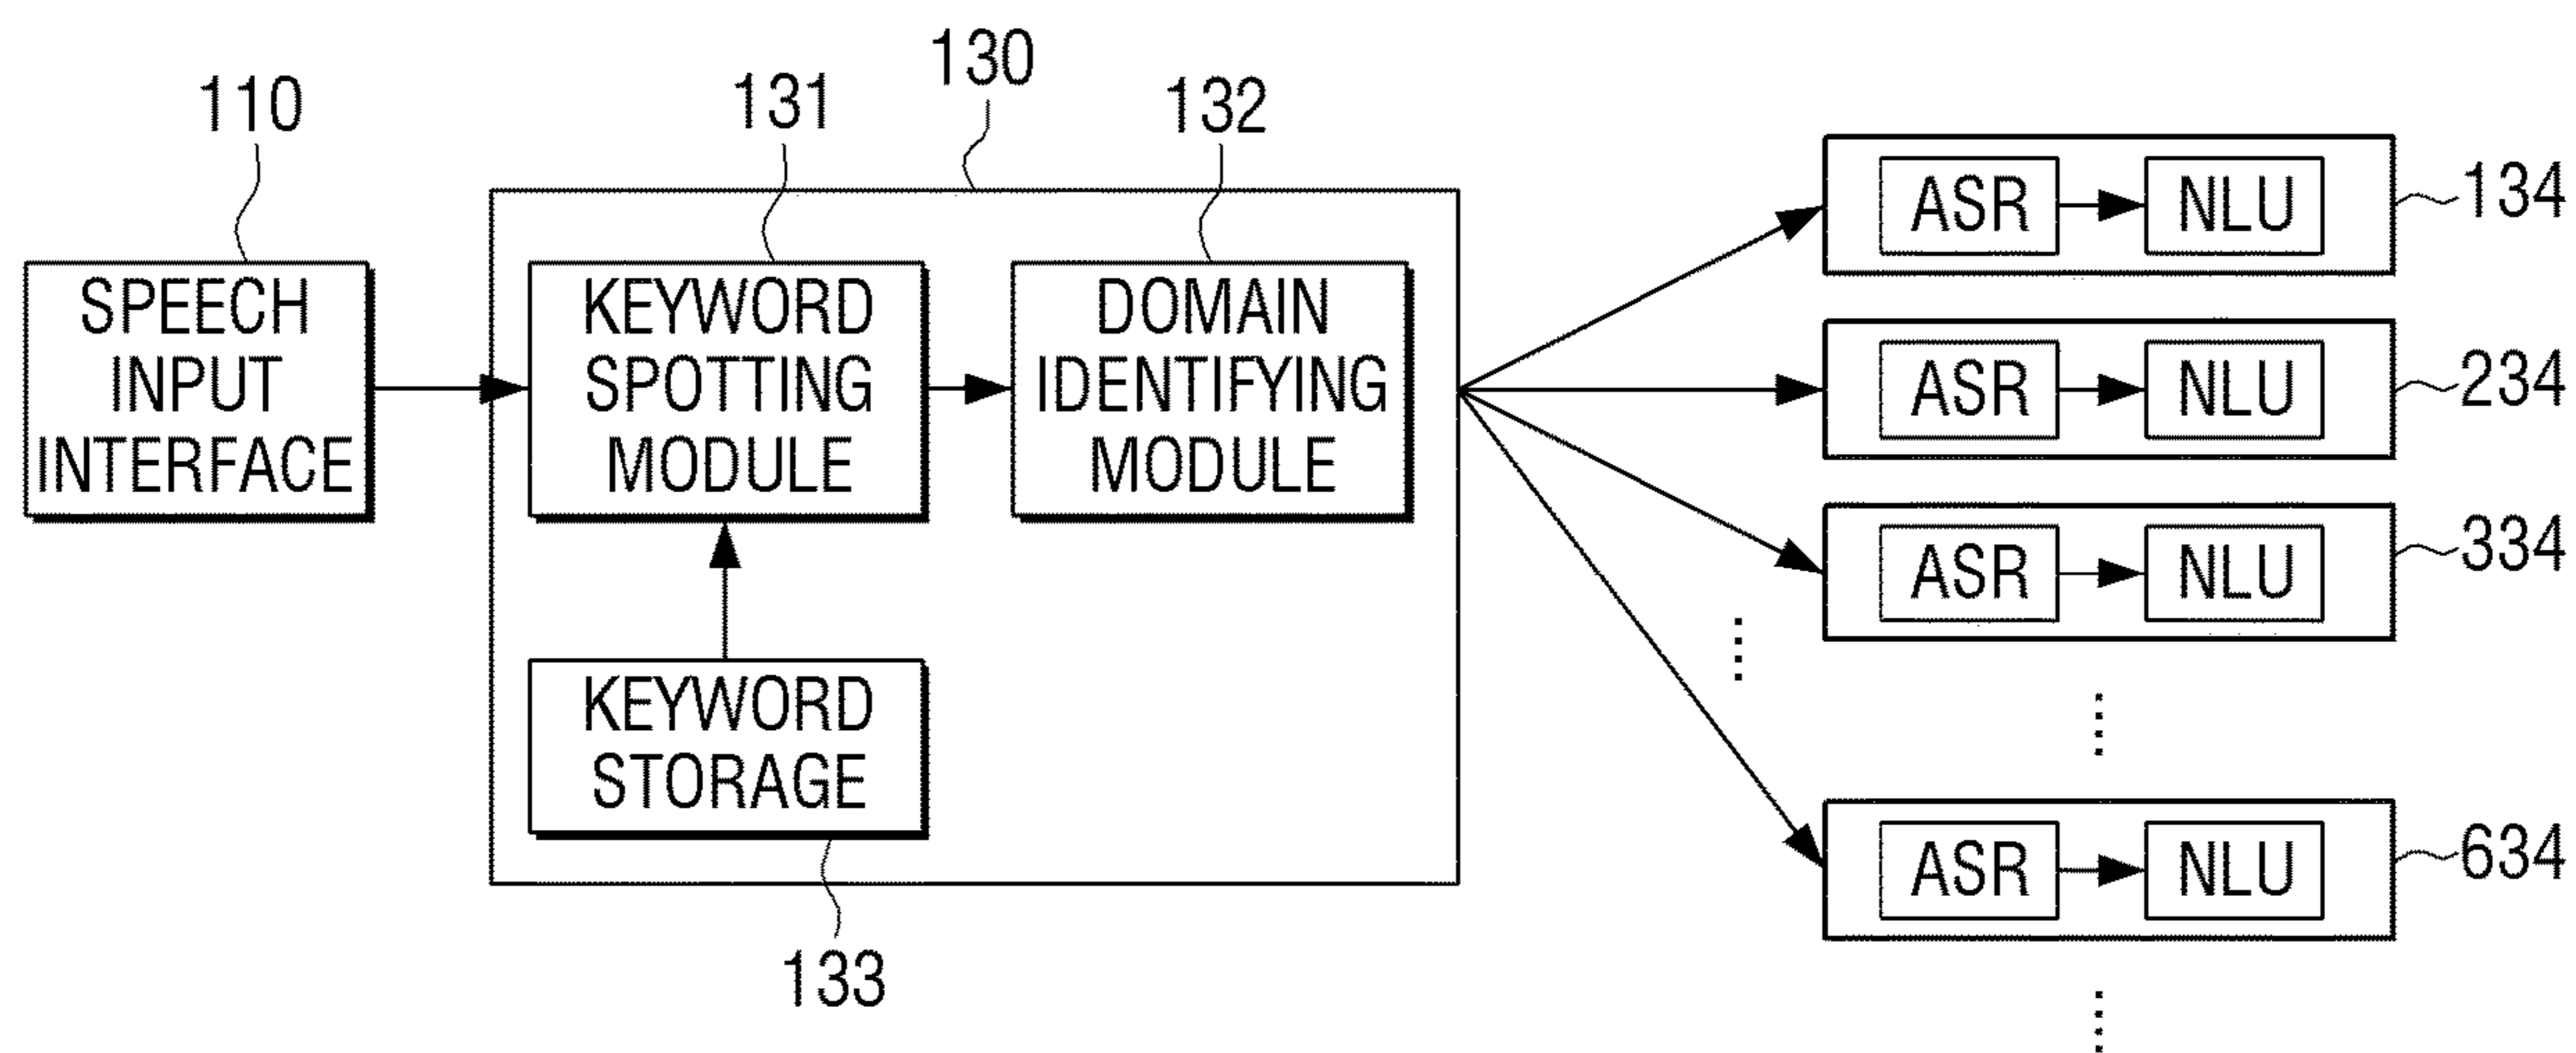 130
110
131
132
SPEECH
INPUT
INTERFACE
KEYWORD
SPOTTING
MODULE
DOMAIN
IDENTIFYING
MODULE
KEYWORD
STORAGE
133
ASR
NLU
134
ASR
NLU
234
ASR
NLU
334
ASR
NLU
634